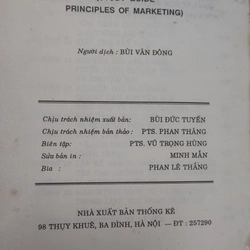 PRINCIPLES OF MARKETING)
Người dịch : BÙI VĂN ĐÔNG
Chịu trách nhiệm xuất bản: BÙI ĐỨC TUYẾN
Chịu trách nhiệm bản thảo: PTS. PHAN THĂNG
Biên tập: PTS. VŨ TRỌNG HÙNG
Sửa bản in : MINH MẪN
Bìa : PHAN LÊ THĂNG
NHÀ XUẤT BẢN THỐNG KÊ
98 THỤY KHUÊ, BA ĐÌNH, HÀ NỘI - ĐT : 257290